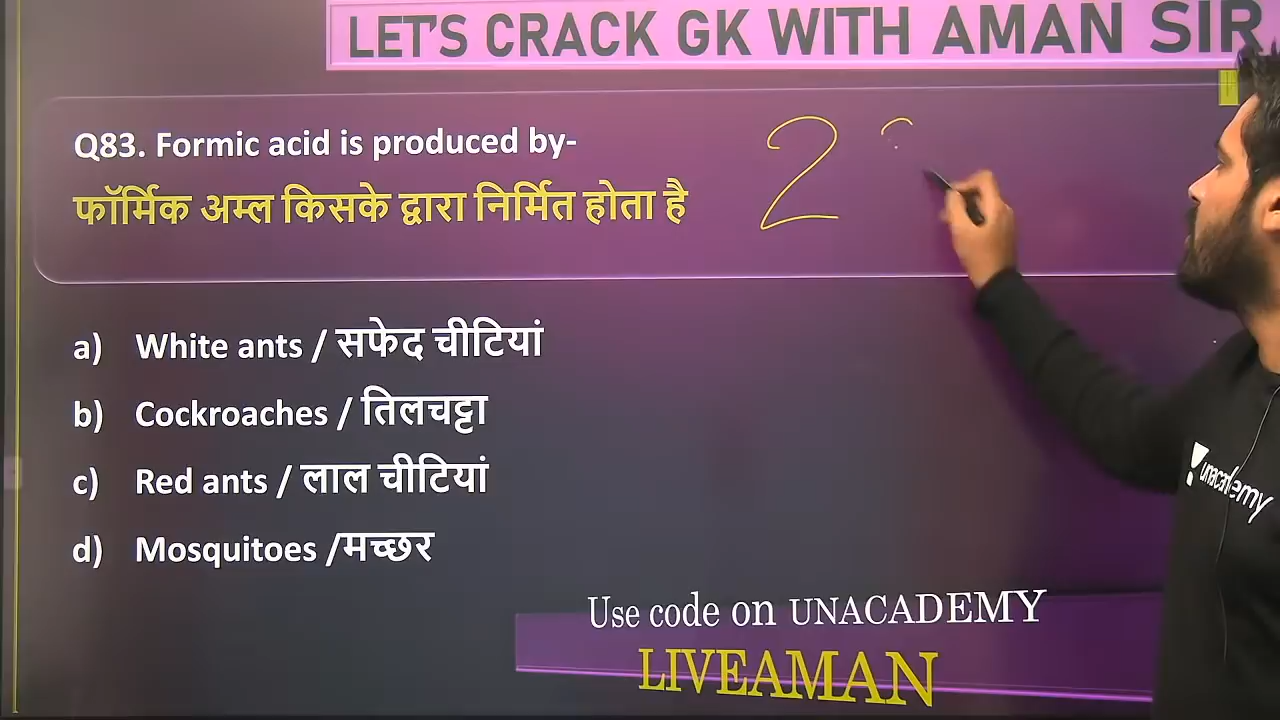 LET'S CRACK GK WITH AMAN SIR
Q83. Formic acid is produced by-
फॉर्मिक अम्ल किसके द्वारा निर्मित होता है
2
a) White ants / सफेद चीटियां
b) Cockroaches / तिलचट्टा
c) Red ants / लाल चीटियां
d) Mosquitoes /मच्छर
unacademy
Use code on UNACADEMY
LIVEAMAN